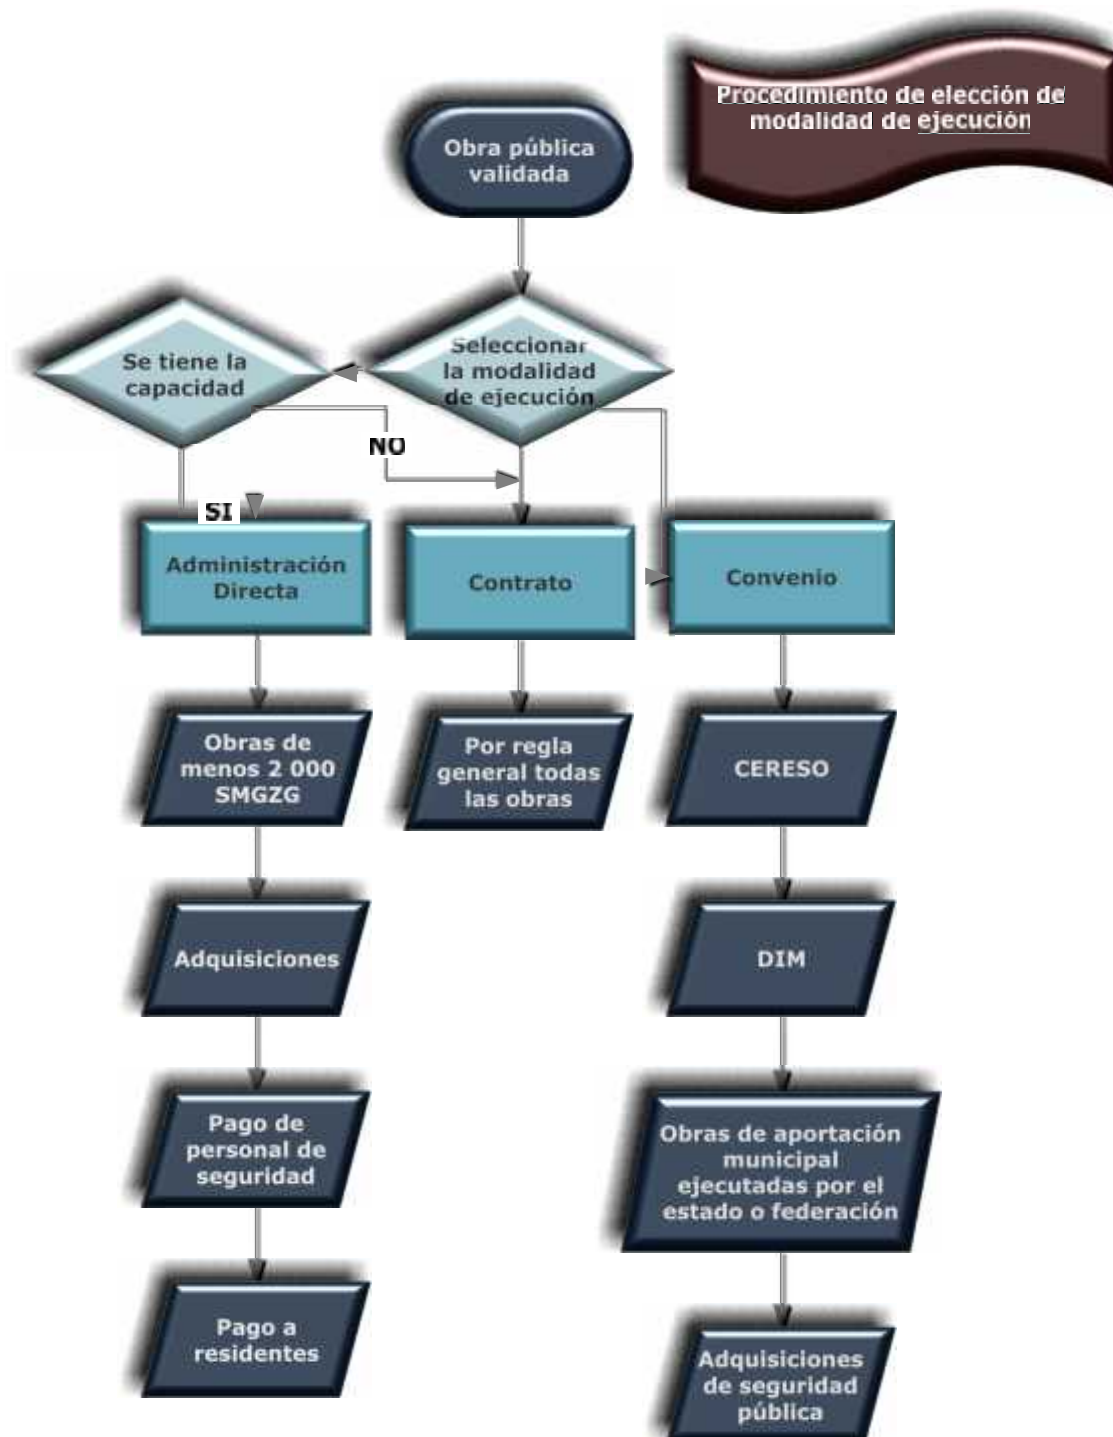 Procedimiento de elección de
modalidad de ejecución
Obra pública
validada
Se tiene la
capacidad
Seleccionar
la modalidad
de ejecución
NO
SI
Administración
Directa
Contrato
Convenio
Obras de
menos 2 000
SMGZG
Por regla
general todas
las obras
CERESO
Adquisiciones
DIM
Pago de
personal de
seguridad
Obras de aportación
municipal
ejecutadas por el
estado o federación
Pago a
residentes
Adquisiciones
de seguridad
pública